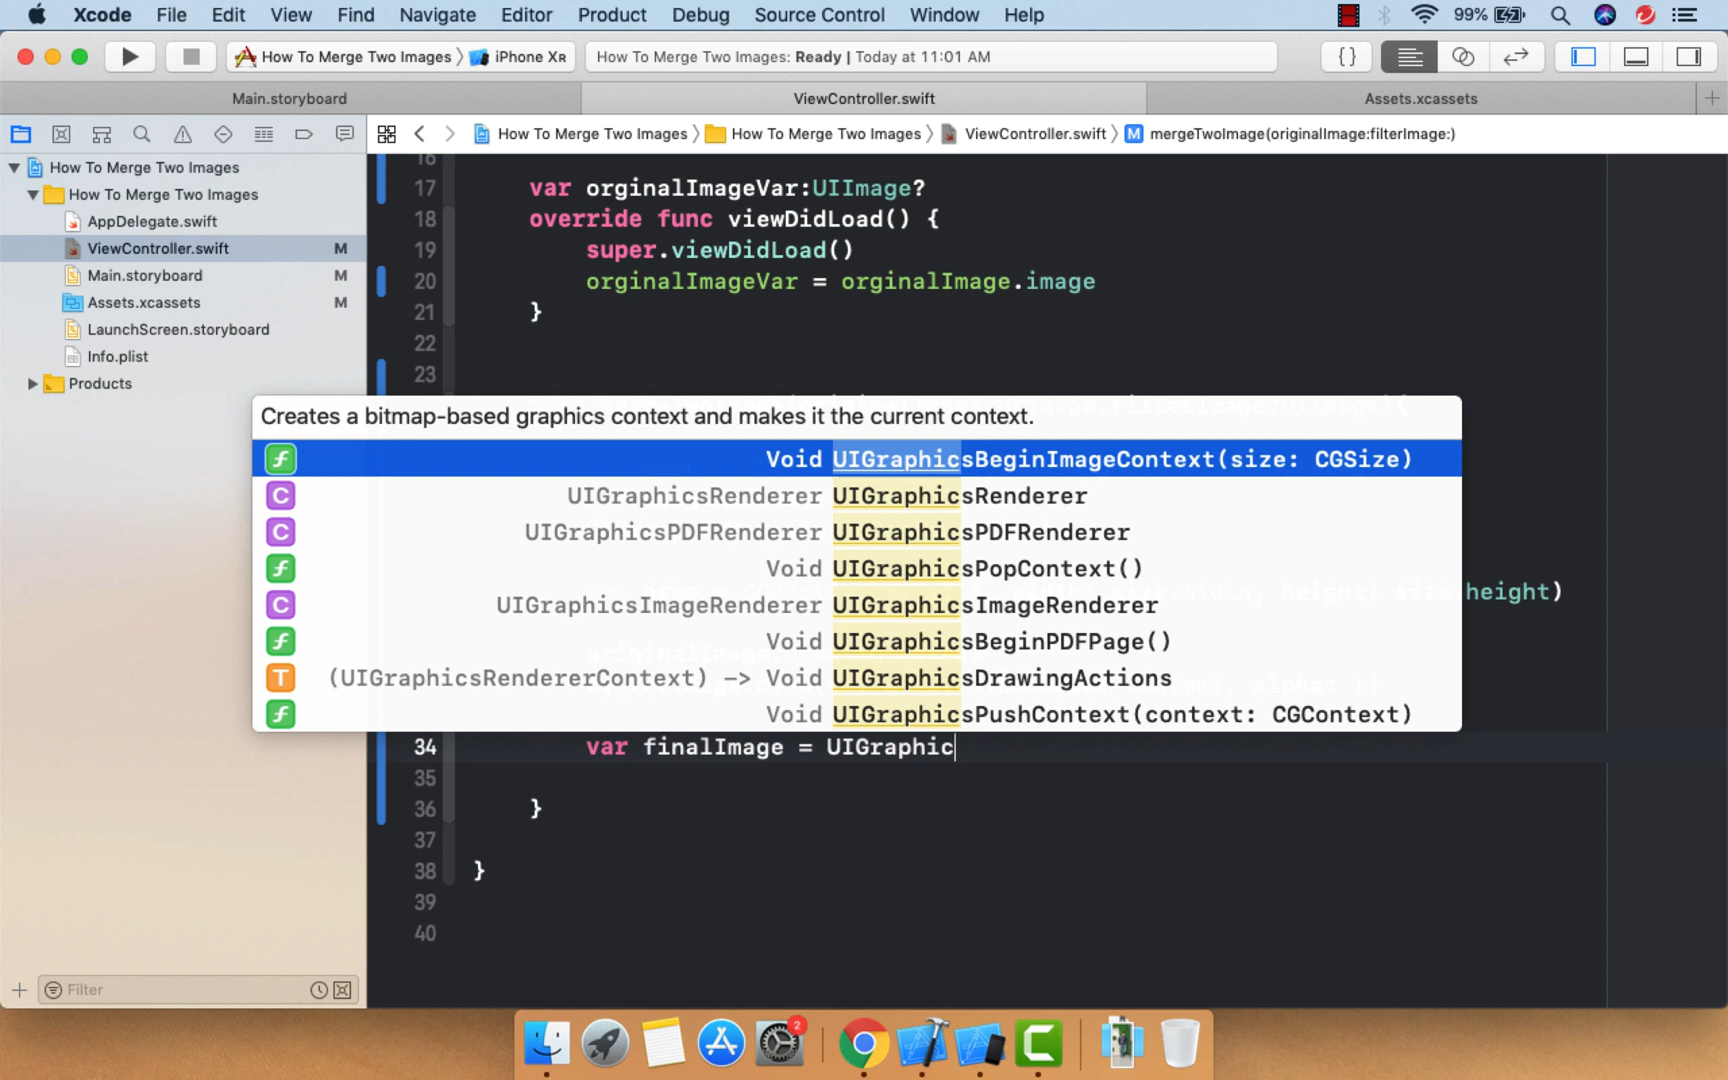 Xcode File Edit View Find Navigate Editor Product Debug Source Control Window Help 99%
How To Merge Two Images iPhone XR How To Merge Two Images: Ready | Today at 11:01 AM { }
Main.storyboard ViewController.swift Assets.xcassets
How To Merge Two Images How To Merge Two Images ViewController.swift M mergeTwoImage(originalImage:filterImage:)
How To Merge Two Images
How To Merge Two Images
AppDelegate.swift
ViewController.swift M
Main.storyboard M
Assets.xcassets M
LaunchScreen.storyboard
Info.plist
Products
16
17 var orginalImageVar:UIImage?
18 override func viewDidLoad() {
19 super.viewDidLoad()
20 orginalImageVar = orginalImage.image
21 }
22
23
Creates a bitmap-based graphics context and makes it the current context.
f Void UIGraphicsBeginImageContext(size: CGSize)
C UIGraphicsRenderer UIGraphicsRenderer
C UIGraphicsPDFRenderer UIGraphicsPDFRenderer
f Void UIGraphicsPopContext()
height)
C UIGraphicsImageRenderer UIGraphicsImageRenderer
f Void UIGraphicsBeginPDFPage()
T (UIGraphicsRendererContext) -> Void UIGraphicsDrawingActions
f Void UIGraphicsPushContext(context: CGContext)
34 var finalImage = UIGraphic
35
36 }
37
38 }
39
40
Filter
2